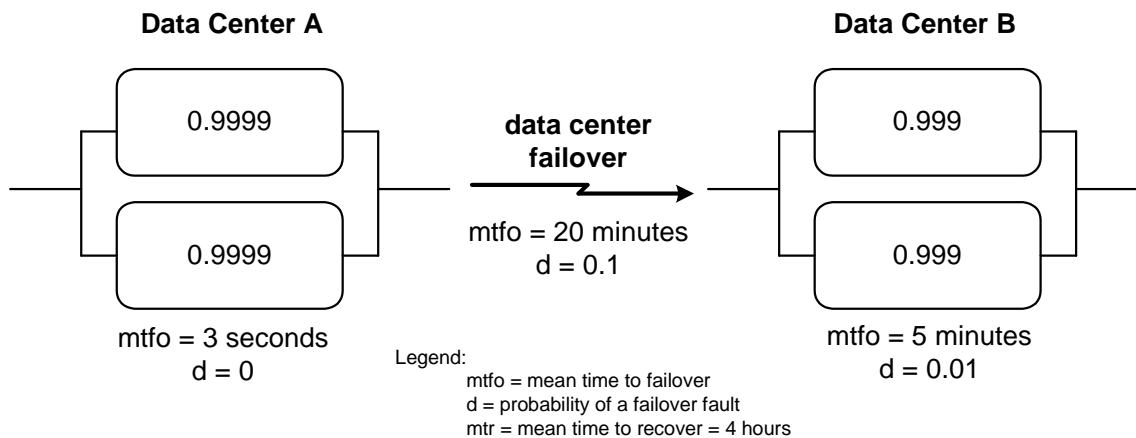 Data Center A
0.9999
0.9999
mtfo = 3 seconds
d = 0
data center
failover
mtfo = 20 minutes
d = 0.1
Data Center B
0.999
0.999
mtfo = 5 minutes
d = 0.01
Legend:
mtfo = mean time to failover
d = probability of a failover fault
mtr = mean time to recover = 4 hours